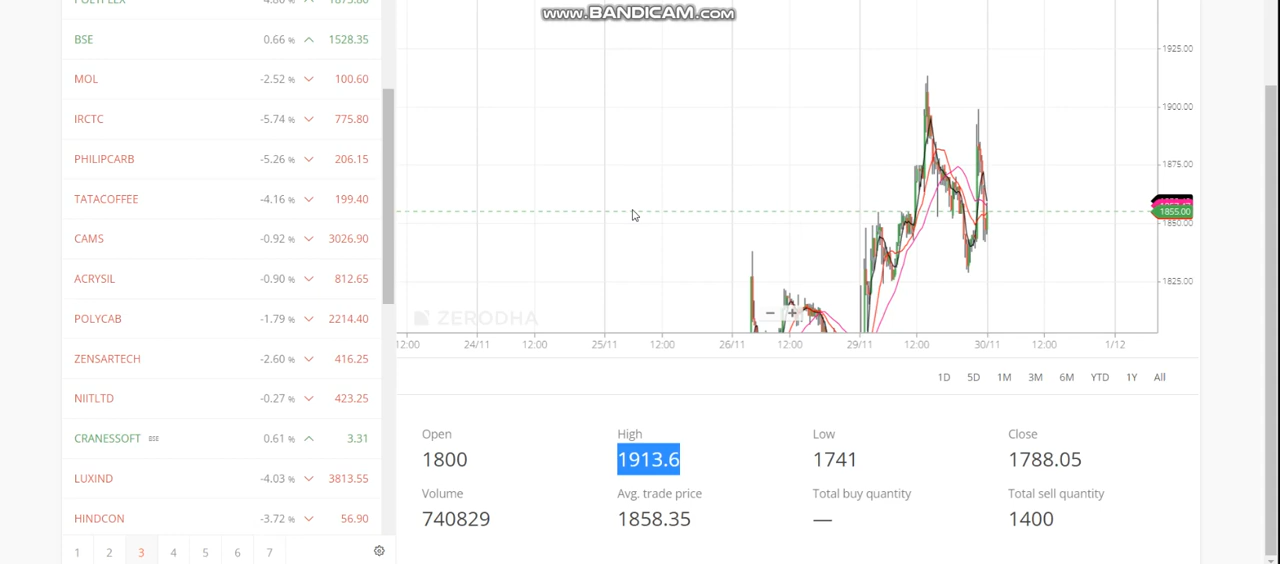 www.BANDICAM.com
1875.80
BSE 0.66 % 1528.35
1925.00
MOL -2.52 % 100.60
1900.00
IRCTC -5.74 % 775.80
PHILIPCARB -5.26 % 206.15
1875.00
TATACOFFEE -4.16 % 199.40
1855.00
1850.00
CAMS -0.92 % 3026.90
ACRYSIL -0.90 % 812.65
1825.00
POLYCAB -1.79 % 2214.40
ZERODHA
12:00 24/11 12:00 25/11 12:00 26/11 12:00 29/11 12:00 30/11 12:00 1/12
ZENSARTECH -2.60 % 416.25
1D 5D 1M 3M 6M YTD 1Y All
NIITLTD -0.27 % 423.25
CRANESSOFT BSE 0.61 % 3.31
Open High Low Close
1800 1913.6 1741 1788.05
LUXIND -4.03 % 3813.55
Volume Avg. trade price Total buy quantity Total sell quantity
740829 1858.35 — 1400
HINDCON -3.72 % 56.90
1 2 3 4 5 6 7